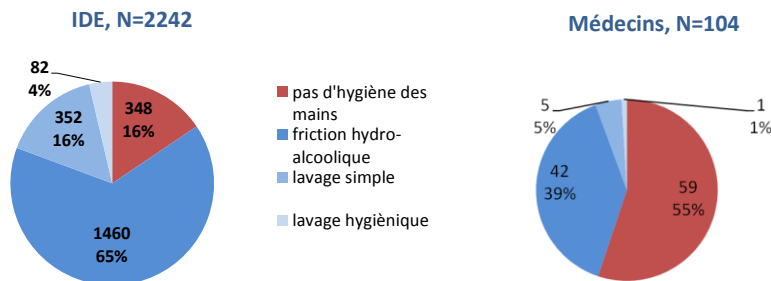 IDE, N=2242
82
4%
348
16%
352
16%
1460
65%
pas d'hygiène des
mains
friction hydro-
alcoolique
lavage simple
lavage hygiènique
Médecins, N=104
5
5%
1
1%
42
39%
59
55%